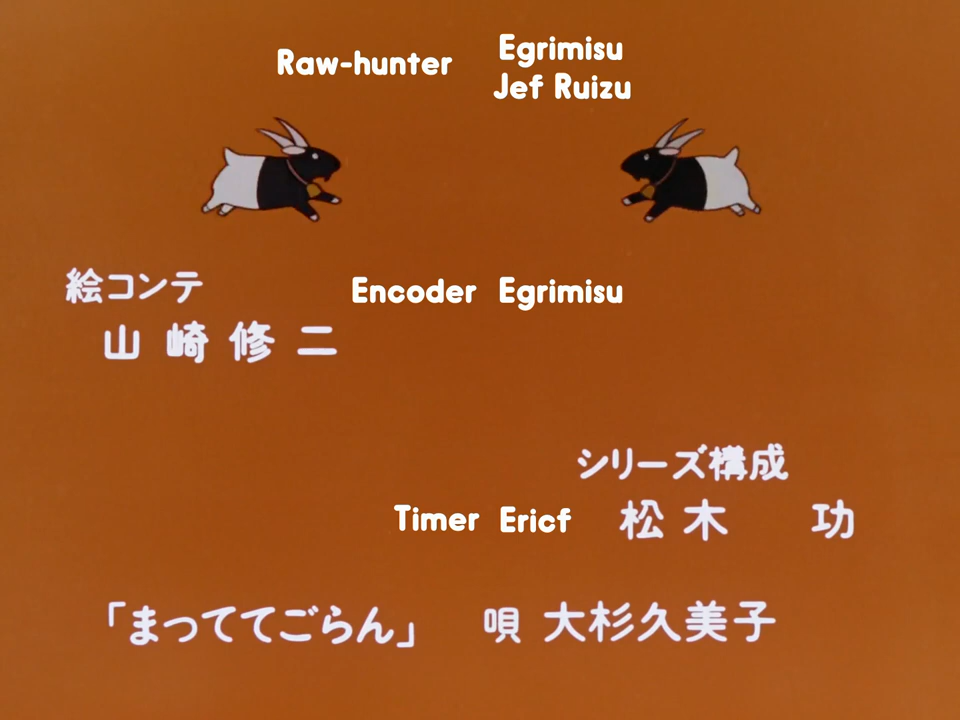 Raw-hunter Egrimisu
Jef Ruizu
絵コンテ
Encoder Egrimisu
山崎修二
シリーズ構成
Timer Ericf
松木 功
「まっててごらん」 唄 大杉久美子